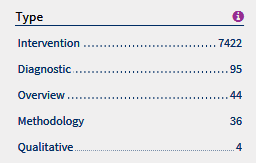 Type
Intervention 7422
Diagnostic 95
Overview 44
Methodology 36
Qualitative 4